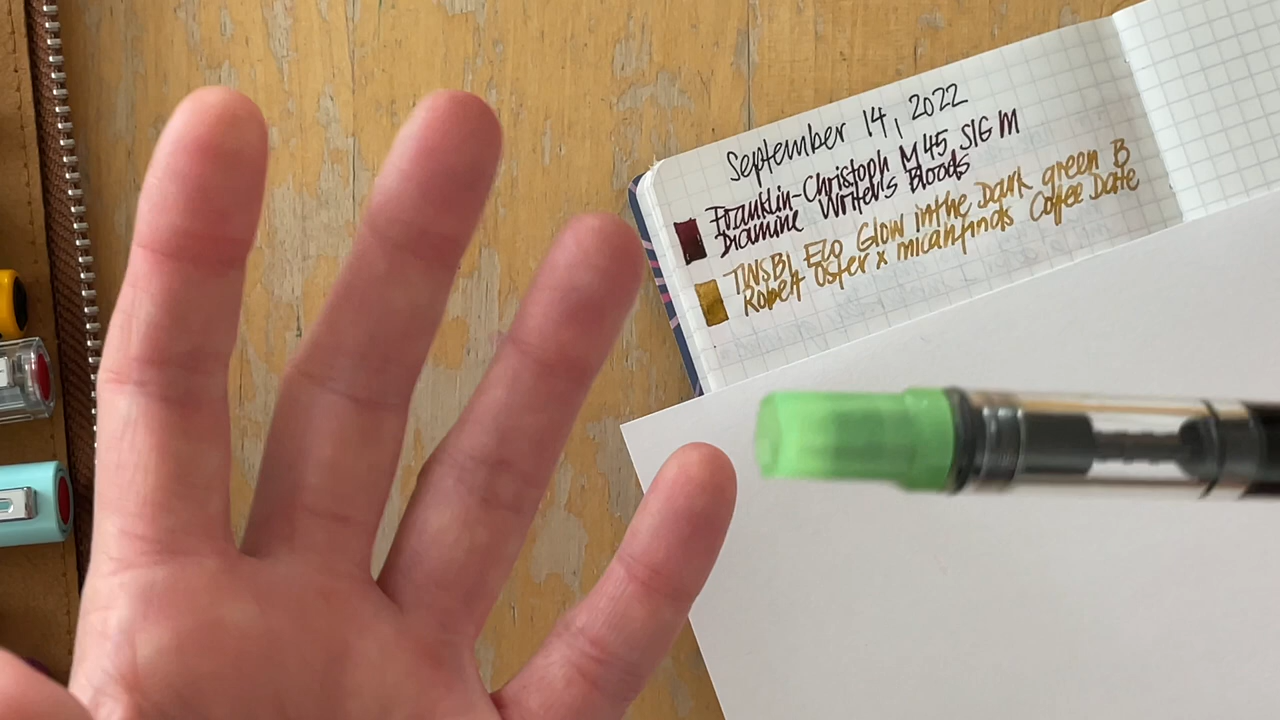 September 14, 2022
Franklin-Christoph M45 SIG M
Diamine Writer's Bloods
TWSBI Eco Glow in the Dark green B
Robert Oster x micahfinds Coffee Date